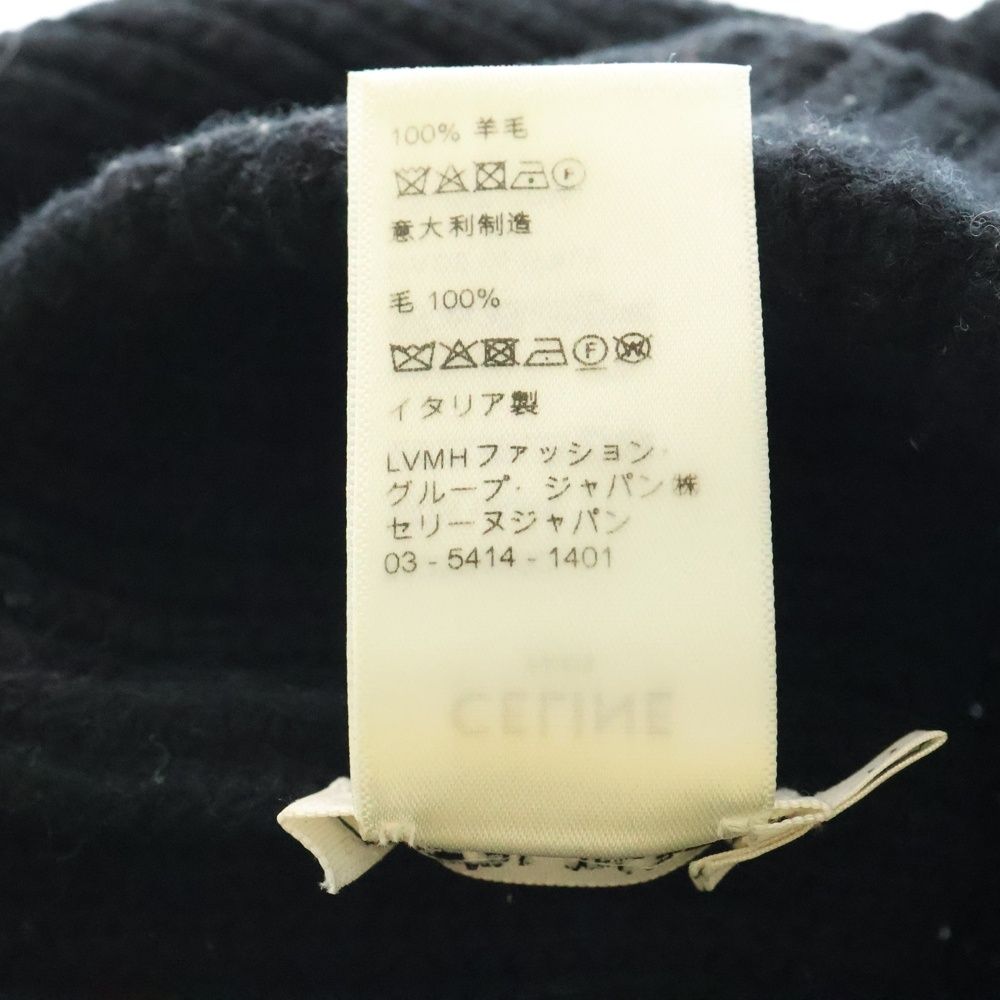 100% 羊毛
意大利制造
毛 100%
F
W
イタリア製
LVMHファッション・
グループ・ジャパン㈱
セリーヌジャパン
03 - 5414 - 1401
CELINE